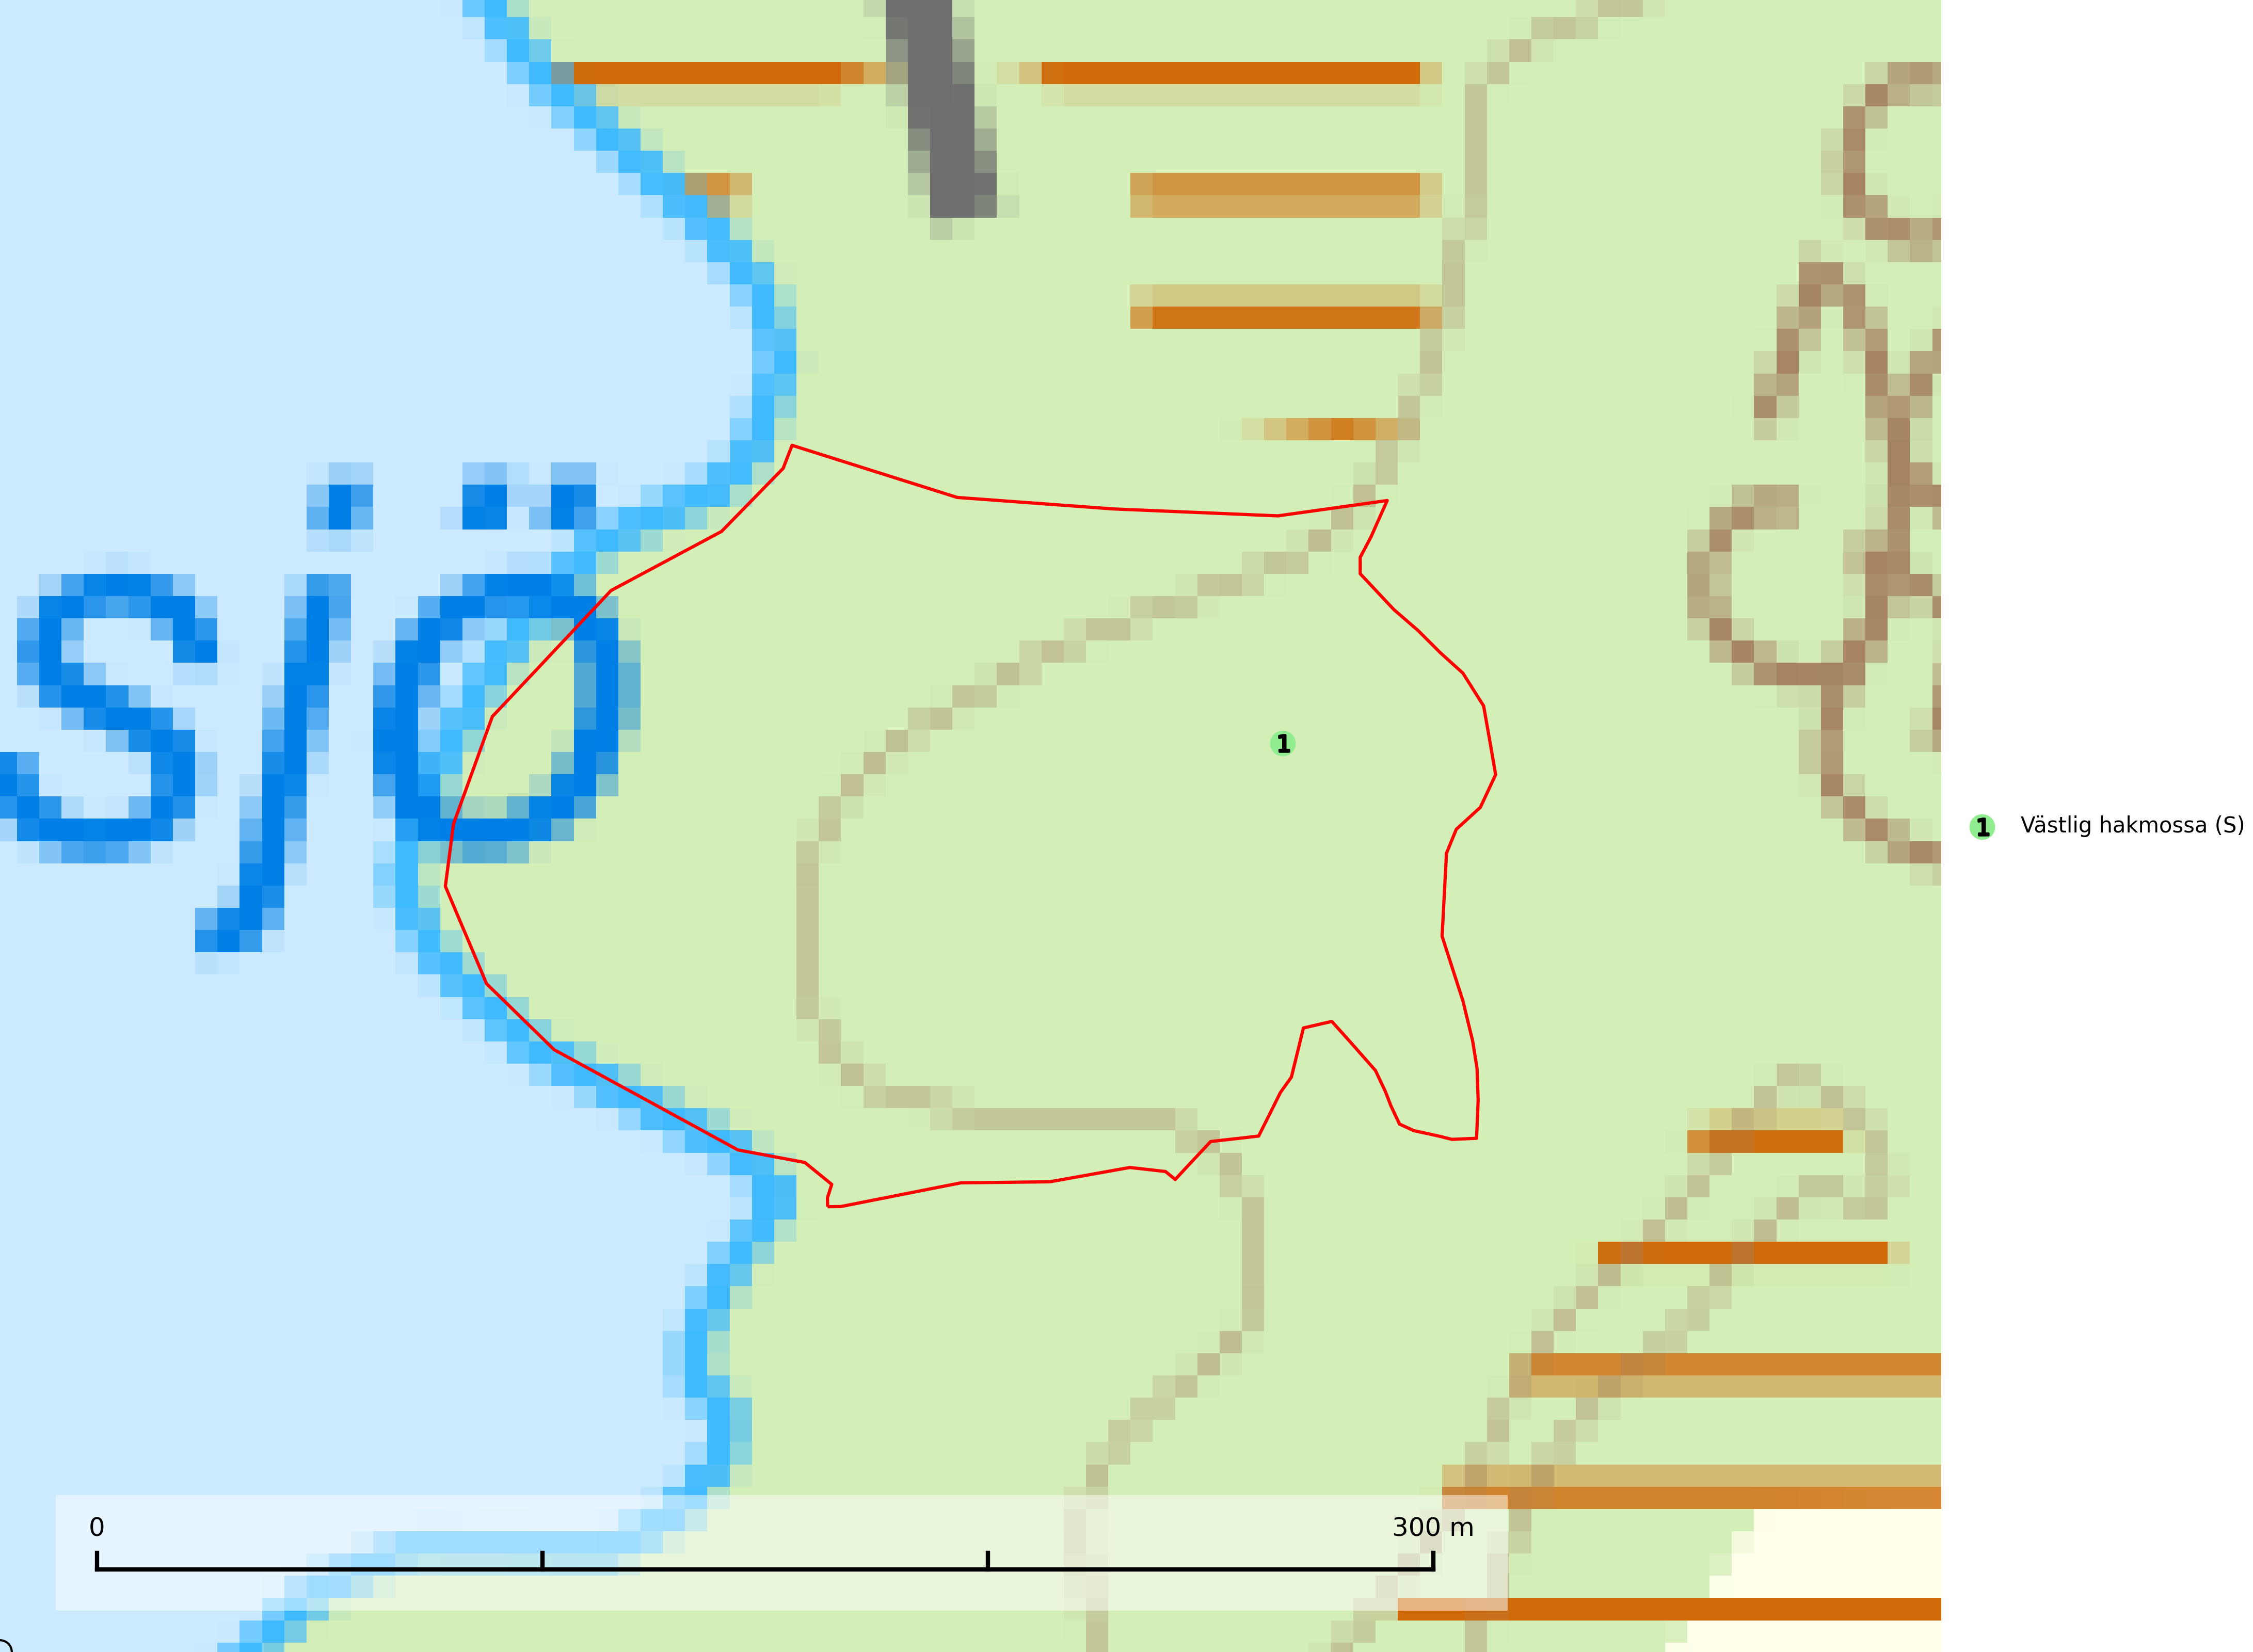 sjö
1
1 Västlig hakmossa (S)
0 300 m